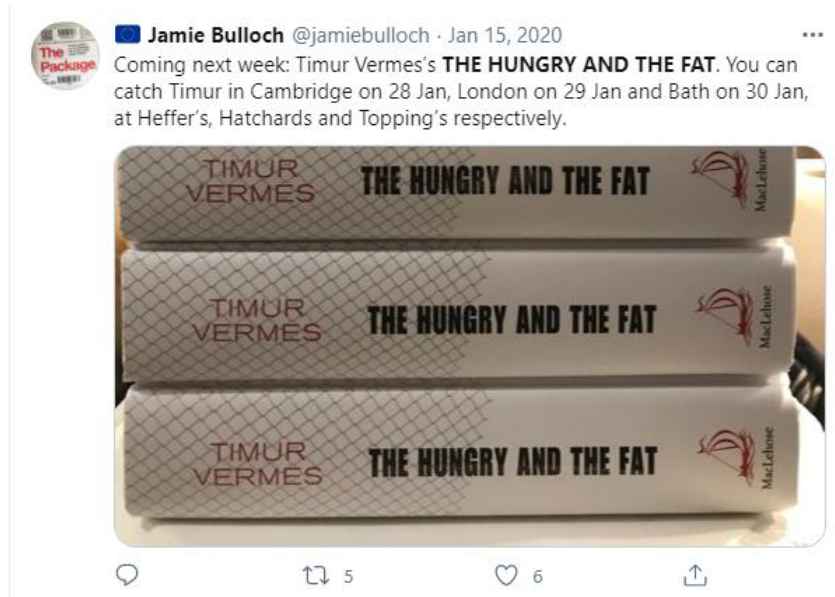 The
Package
Jamie Bulloch @jamiebulloch · Jan 15, 2020
Coming next week: Timur Vermes's THE HUNGRY AND THE FAT. You can
catch Timur in Cambridge on 28 Jan, London on 29 Jan and Bath on 30 Jan,
at Heffer's, Hatchards and Topping's respectively.
TIMUR
VERMES
THE HUNGRY AND THE FAT
MacLehose
TIMUR
VERMES
THE HUNGRY AND THE FAT
MacLehose
TIMUR
VERMES
THE HUNGRY AND THE FAT
MacLehose
5
6